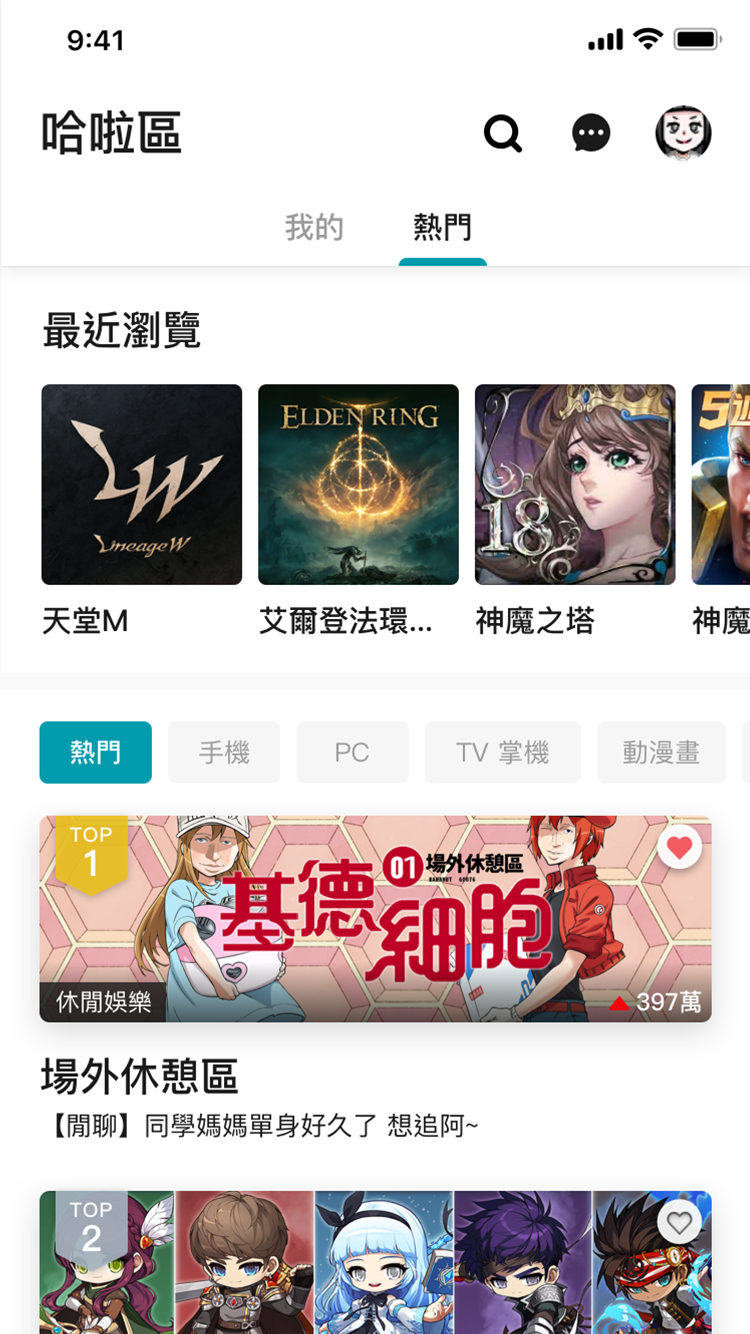 9:41
哈啦區
我的
熱門
最近瀏覽
LW
LineageW
ELDEN RING
18
天堂M
艾爾登法環...
神魔之塔
神魔
熱門
手機
PC
TV 掌機
動漫畫
TOP
1
01 場外休憩區
基德
細胞
休閒娛樂
397萬
場外休憩區
【閒聊】同學媽媽單身好久了 想追阿~
TOP
2